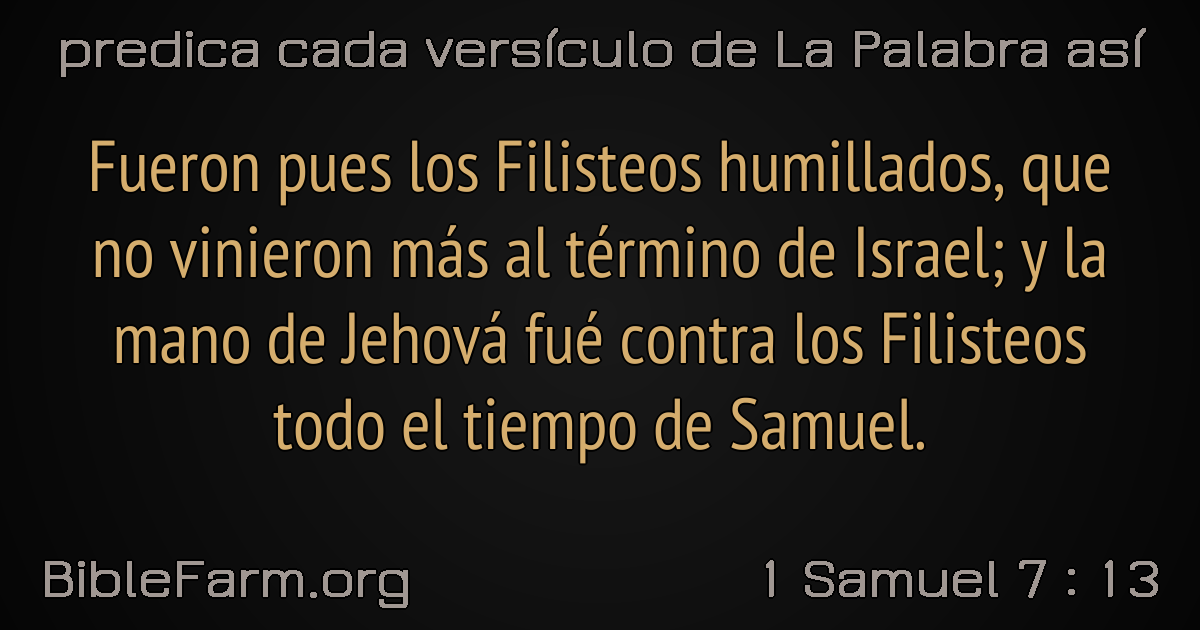 predica cada versículo de La Palabra así
Fueron pues los Filisteos humillados, que
no vinieron más al término de Israel; y la
mano de Jehová fué contra los Filisteos
todo el tiempo de Samuel.
BibleFarm.org
1 Samuel 7 : 13